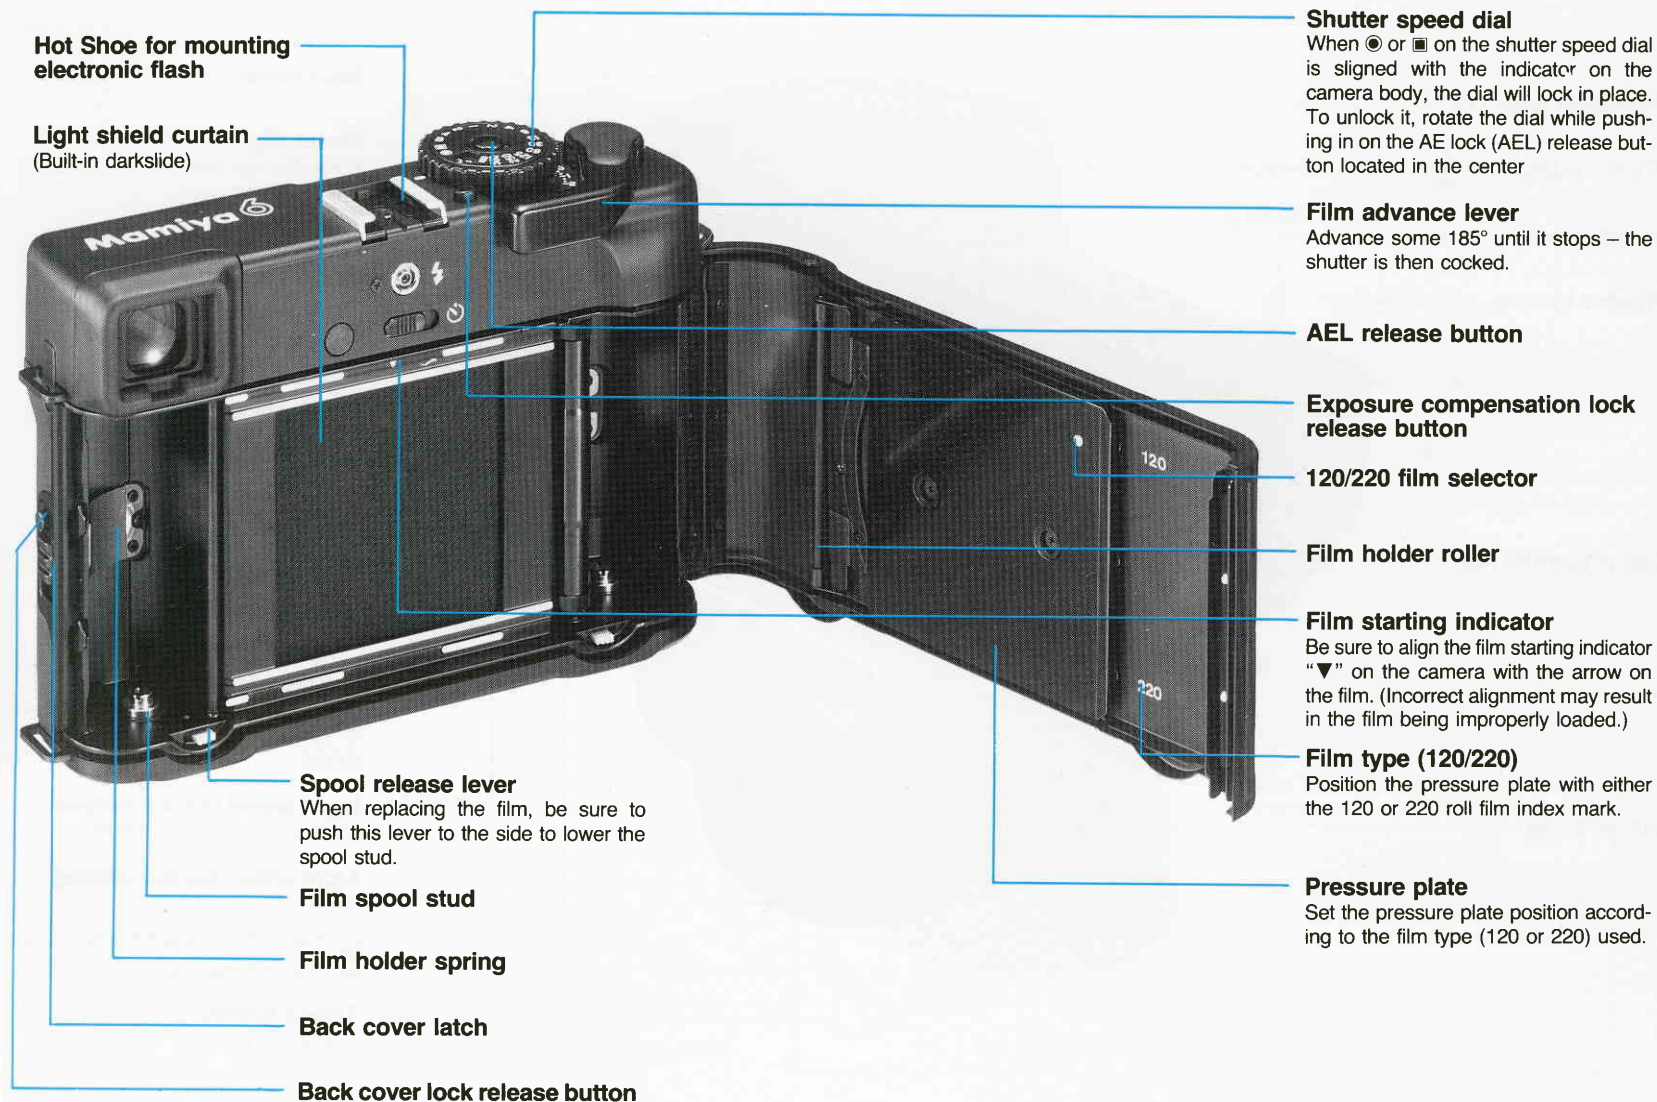 Hot Shoe for mounting
electronic flash
Light shield curtain
(Built-in darkslide)
Mamiya 6
120
220
Spool release lever
When replacing the film, be sure to
push this lever to the side to lower the
spool stud.
Film spool stud
Film holder spring
Back cover latch
Back cover lock release button
Shutter speed dial
When ◉ or ▣ on the shutter speed dial
is sligned with the indicator on the
camera body, the dial will lock in place.
To unlock it, rotate the dial while push-
ing in on the AE lock (AEL) release but-
ton located in the center
Film advance lever
Advance some 185° until it stops – the
shutter is then cocked.
AEL release button
Exposure compensation lock
release button
120/220 film selector
Film holder roller
Film starting indicator
Be sure to align the film starting indicator
“▼” on the camera with the arrow on
the film. (Incorrect alignment may result
in the film being improperly loaded.)
Film type (120/220)
Position the pressure plate with either
the 120 or 220 roll film index mark.
Pressure plate
Set the pressure plate position accord-
ing to the film type (120 or 220) used.